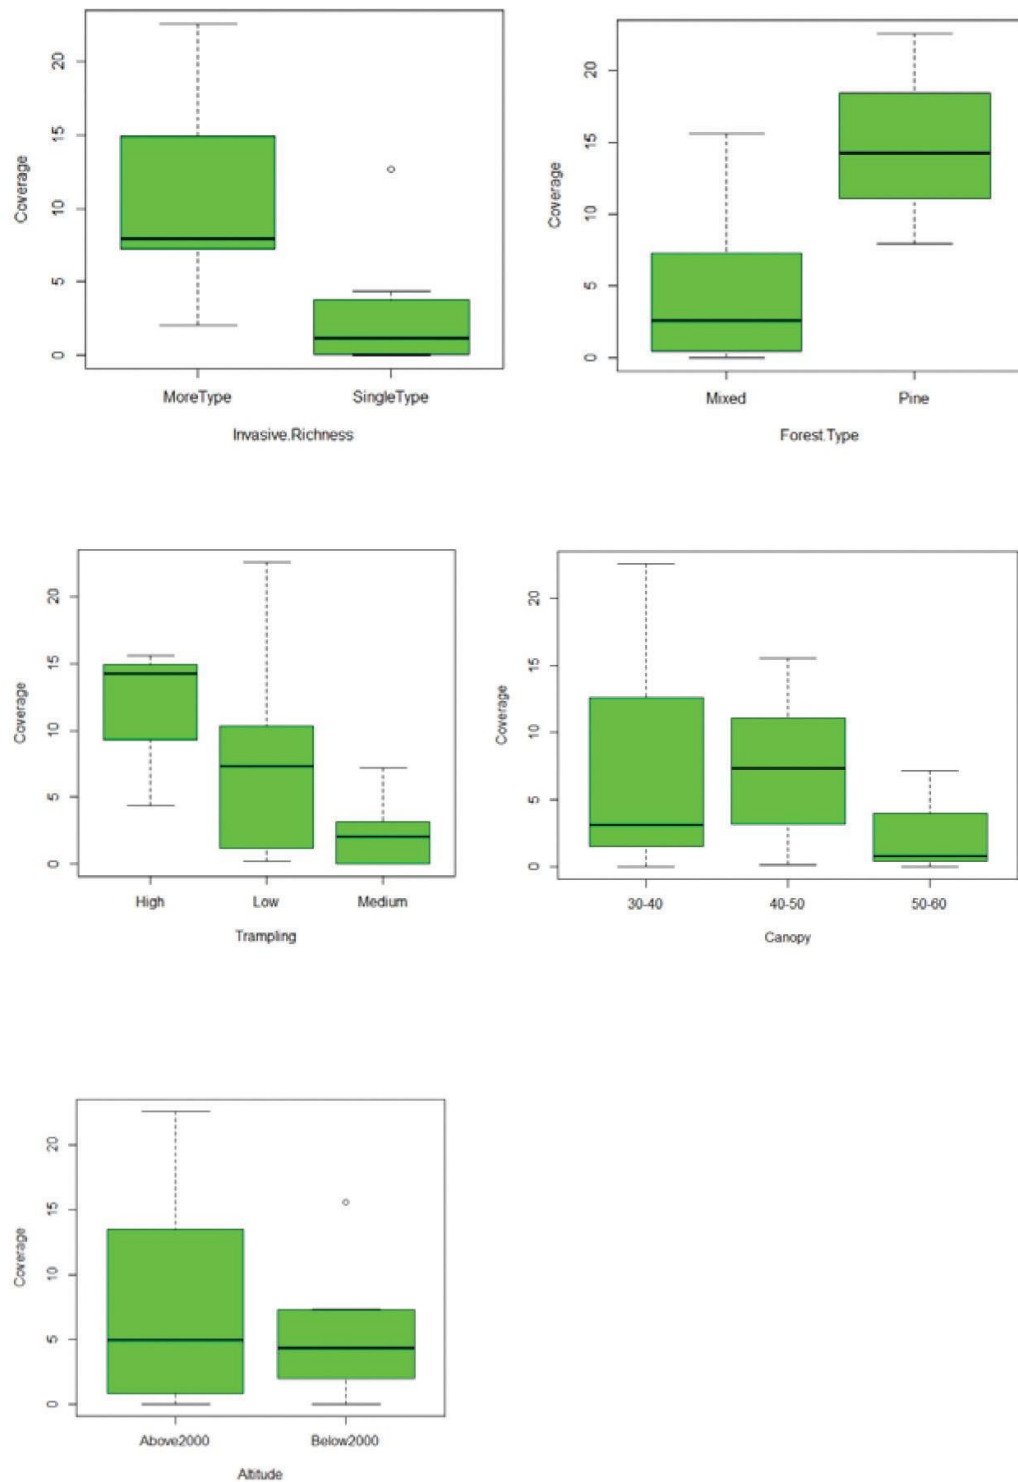 Coverage
20
15
10
5
0
MoreType SingleType
Invasive.Richness
Coverage
20
15
10
5
0
Mixed Pine
Forest.Type
Coverage
20
15
10
5
0
High Low Medium
Trampling
Coverage
20
15
10
5
0
30-40 40-50 50-60
Canopy
Coverage
20
15
10
5
0
Above2000 Below2000
Altitude